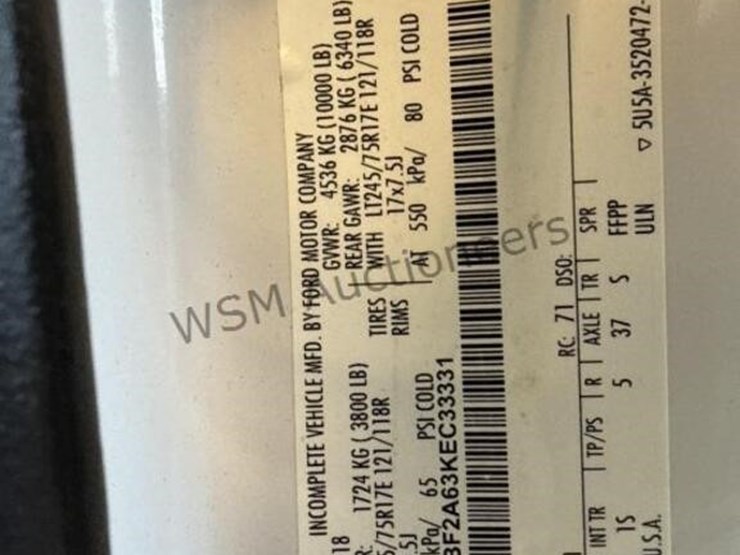 INCOMPLETE VEHICLE MFD. BY FORD MOTOR COMPANY
18 GVWR: 4536 KG (10000 LB)
R: 1724 KG ( 3800 LB) REAR GAWR: 2876 KG ( 6340 LB)
5/75R17E 121/118R TIRES WITH LT245/75R17E 121/118R
.5J RIMS 17x7.5J
kPa/ 65 PSI COLD AT 550 kPa/ 80 PSI COLD
3F2A63KEC33331
RC: 71 DSO:
INT TR TP/PS R AXLE TR SPR
1S 5 37 S FFPP
.S.A. ULN ▽ 5U5A-3520472-
WSM Auctioneers